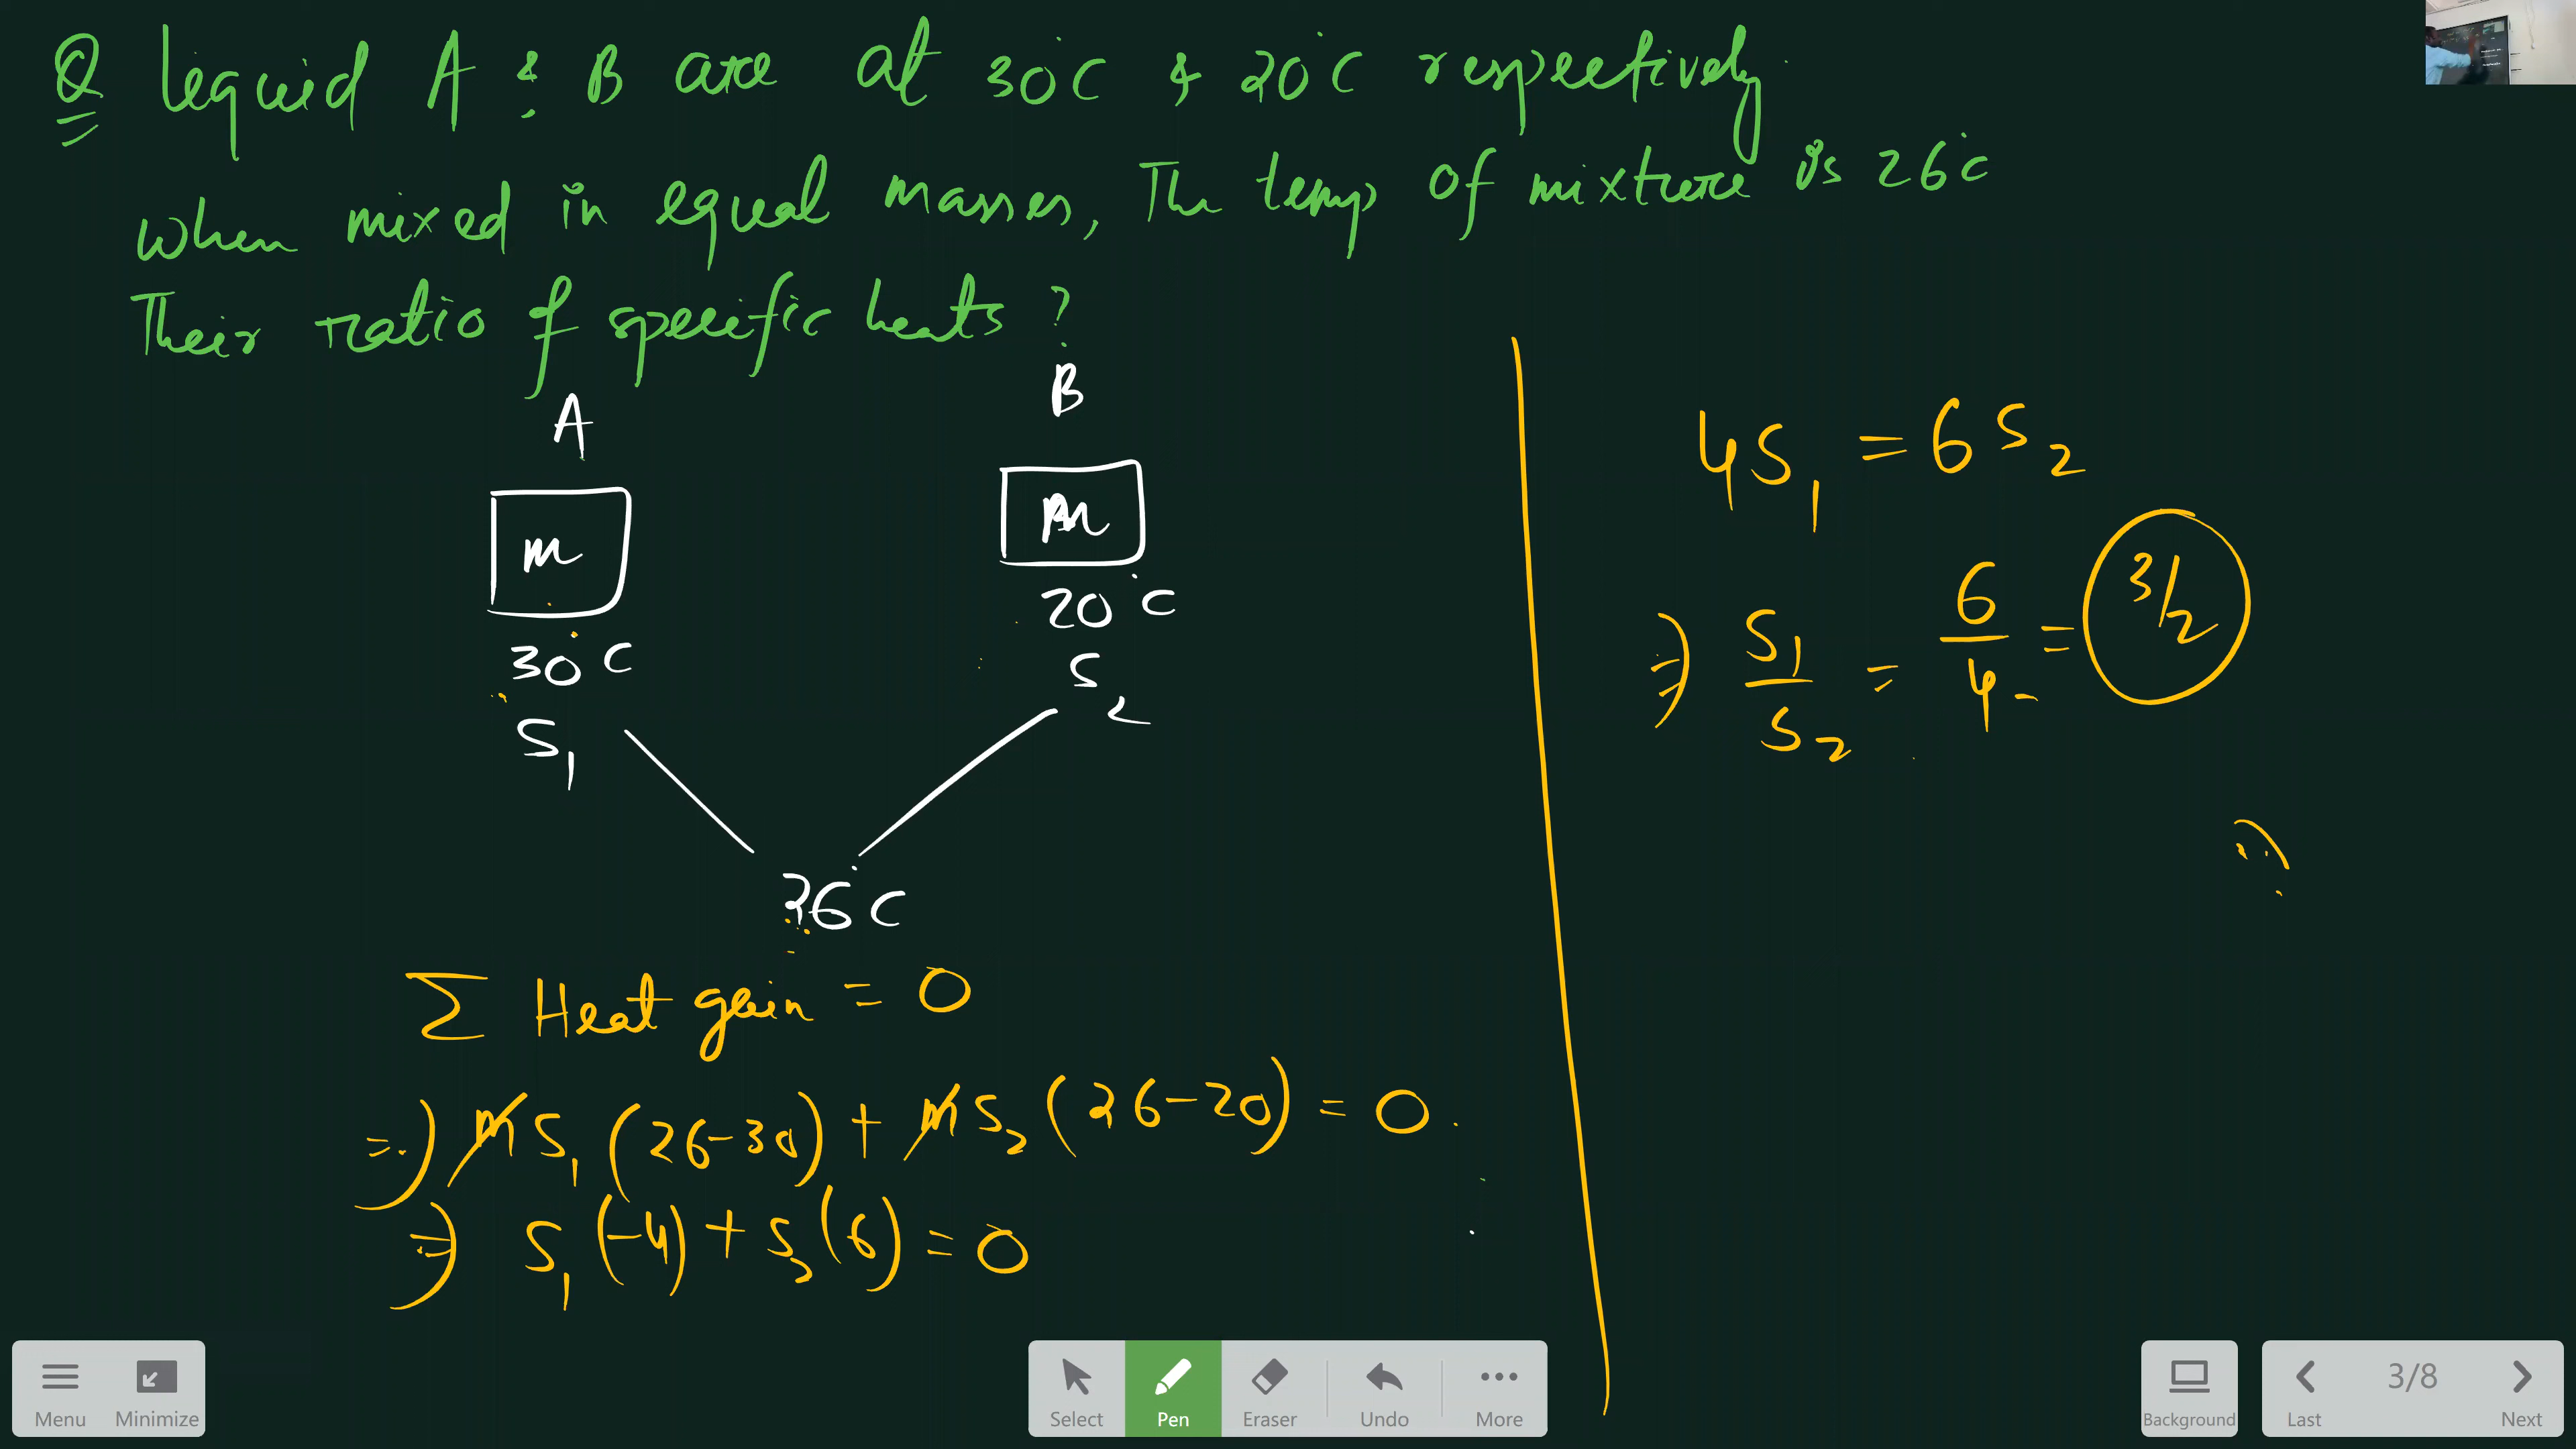 Q liquid A & B are at 30°C & 20°C respectively.
when mixed in equal masses, The temp of mixture is 26°C
Their ratio of specific heats ?
A
B
m
m
30°C
20°C
S₁
S₂
26°C
Σ Heat gain = 0
⇒ mS₁(26-30) + mS₂(26-20) = 0.
⇒ S₁(-4) + S₂(6) = 0
4S₁ = 6S₂
⇒ S₁/S₂ = 6/4 = 3/2
Menu
Minimize
Select
Pen
Eraser
Undo
More
Background
Last
3/8
Next